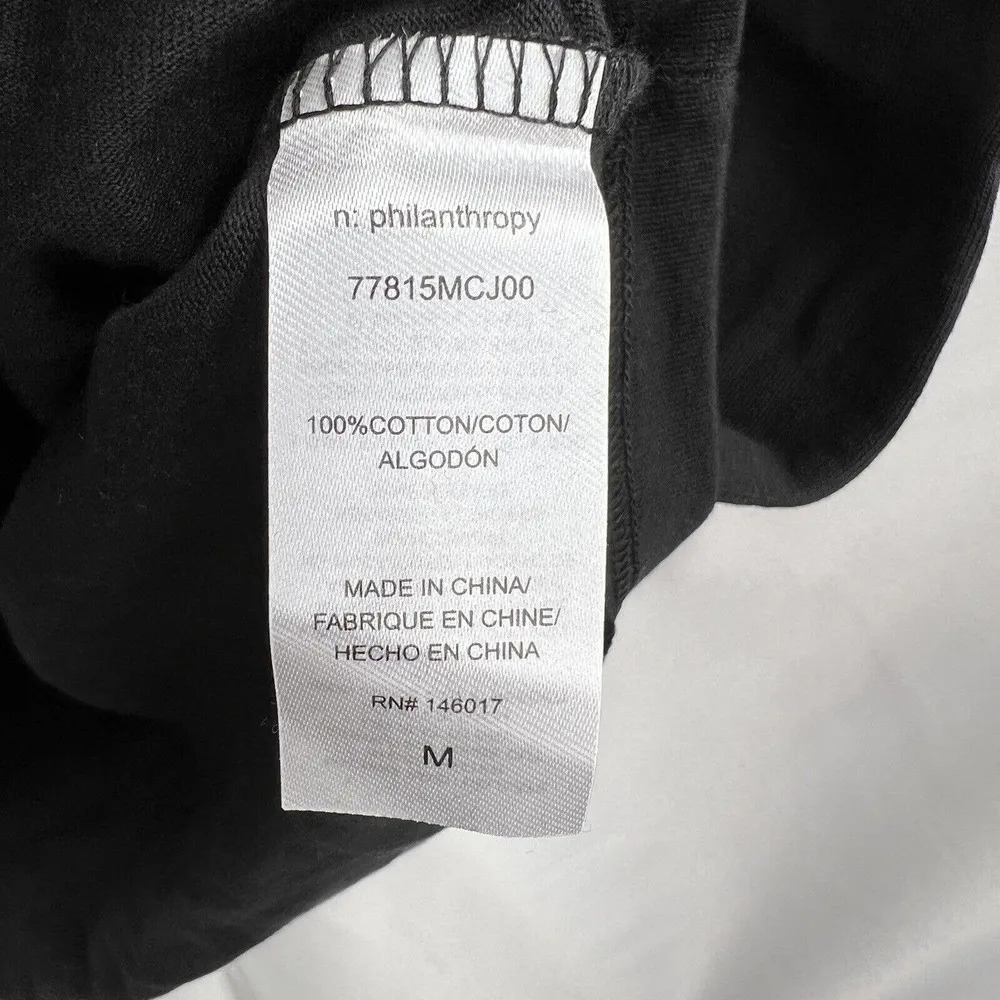 n: philanthropy
77815MCJ00
100%COTTON/COTON/
ALGODÓN
MADE IN CHINA/
FABRIQUE EN CHINE/
HECHO EN CHINA
RN# 146017
M